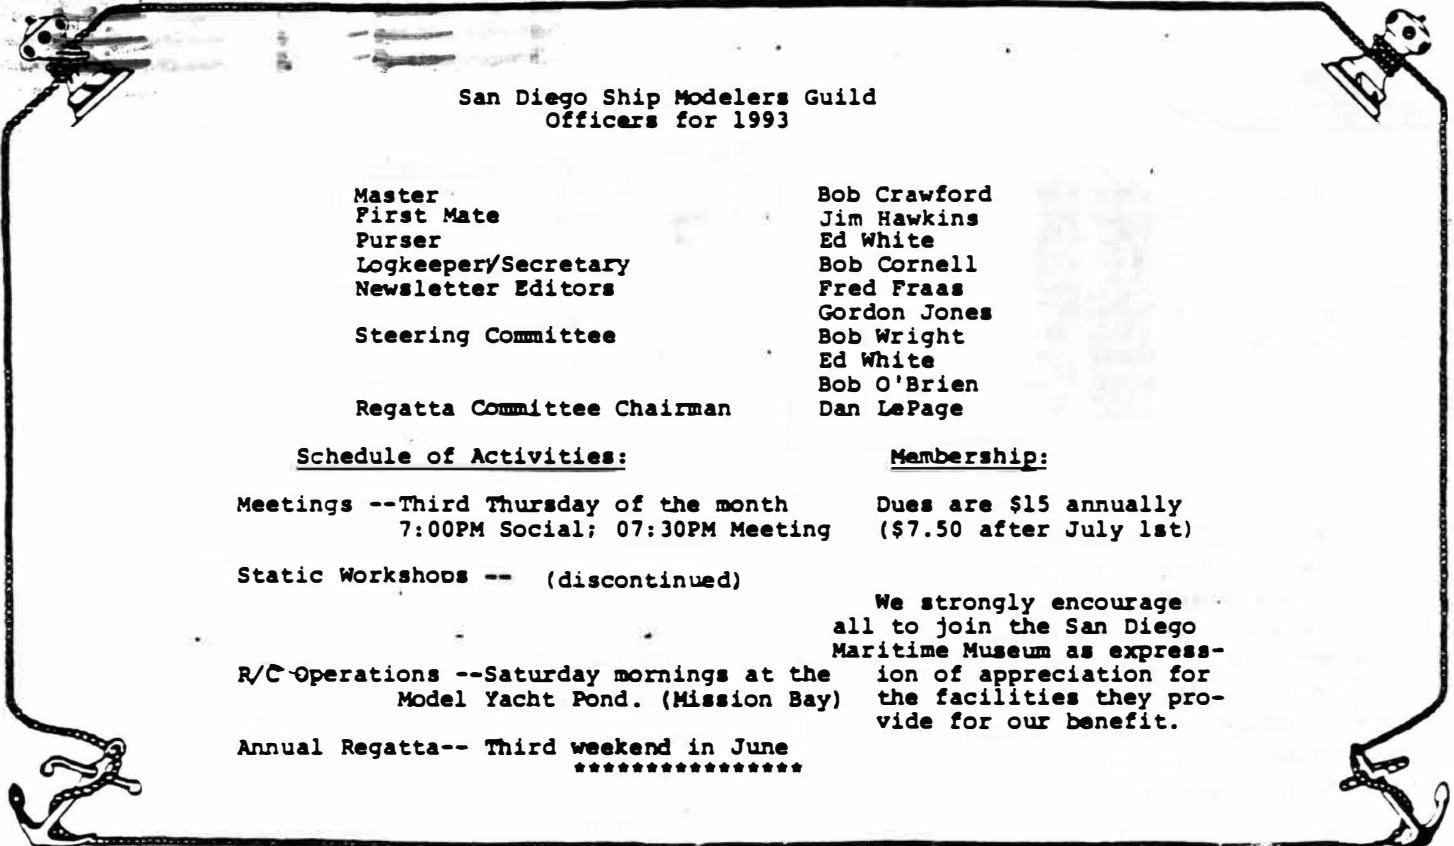 San Diego Ship Modelers Guild
Officers for 1993
Master Bob Crawford
First Mate Jim Hawkins
Purser Ed White
Logkeeper/Secretary Bob Cornell
Newsletter Editors Fred Fraas
Gordon Jones
Steering Committee Bob Wright
Ed White
Bob O'Brien
Regatta Committee Chairman Dan LePage
Schedule of Activities:
Meetings --Third Thursday of the month
7:00PM Social; 07:30PM Meeting
Static Workshops -- (discontinued)
R/C Operations --Saturday mornings at the
Model Yacht Pond. (Mission Bay)
Annual Regatta-- Third weekend in June
****************
Membership:
Dues are $15 annually
($7.50 after July 1st)
We strongly encourage
all to join the San Diego
Maritime Museum as express-
ion of appreciation for
the facilities they pro-
vide for our benefit.